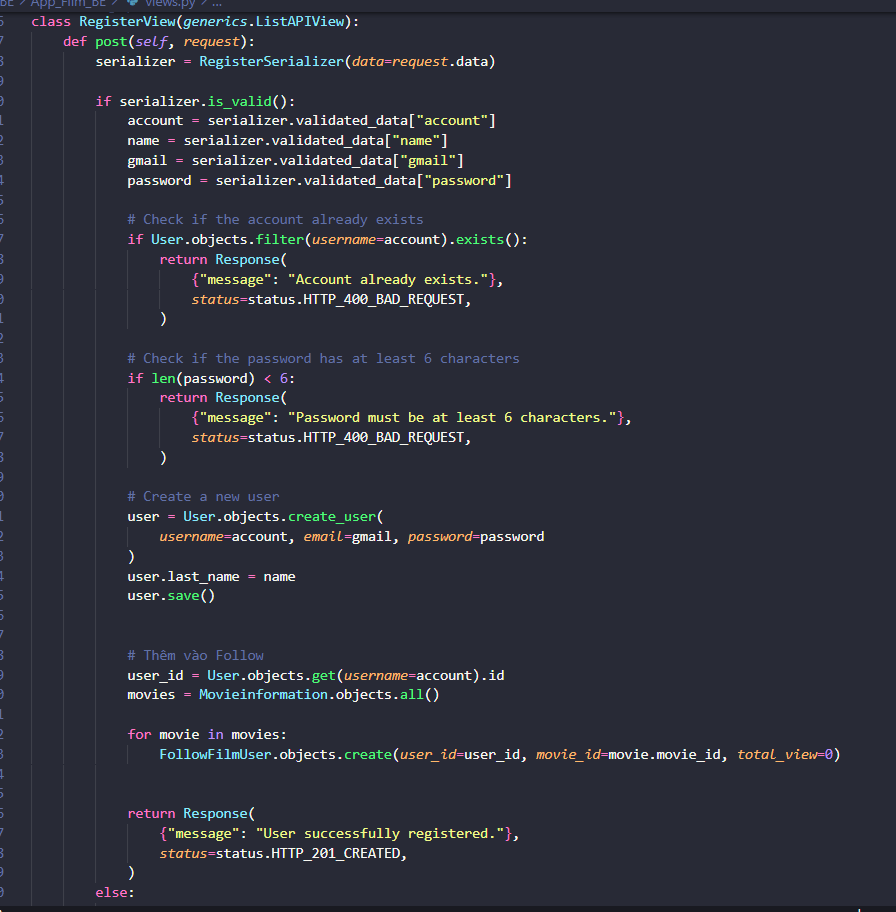 BE > App_Film_BE > views.py > ...
class RegisterView(generics.ListAPIView):
    def post(self, request):
        serializer = RegisterSerializer(data=request.data)
        if serializer.is_valid():
            account = serializer.validated_data["account"]
            name = serializer.validated_data["name"]
            gmail = serializer.validated_data["gmail"]
            password = serializer.validated_data["password"]
            # Check if the account already exists
            if User.objects.filter(username=account).exists():
                return Response(
                    {"message": "Account already exists."},
                    status=status.HTTP_400_BAD_REQUEST,
                )
            # Check if the password has at least 6 characters
            if len(password) < 6:
                return Response(
                    {"message": "Password must be at least 6 characters."},
                    status=status.HTTP_400_BAD_REQUEST,
                )
            # Create a new user
            user = User.objects.create_user(
                username=account, email=gmail, password=password
            )
            user.last_name = name
            user.save()
            # Thêm vào Follow
            user_id = User.objects.get(username=account).id
            movies = Movieinformation.objects.all()
            for movie in movies:
                FollowFilmUser.objects.create(user_id=user_id, movie_id=movie.movie_id, total_view=0)
            return Response(
                {"message": "User successfully registered."},
                status=status.HTTP_201_CREATED,
            )
        else: